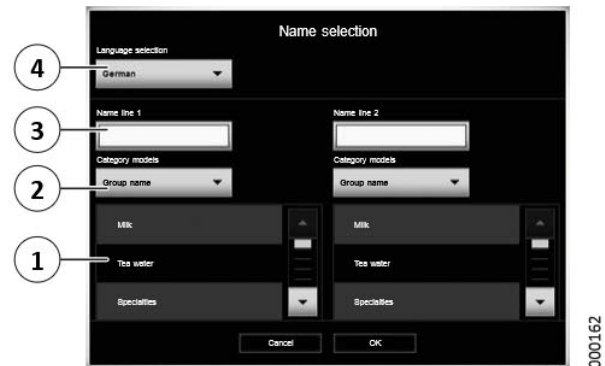 Name selection
Language selection
4
German
Name line 1 Name line 2
3
Category models Category models
2
Group name Group name
Milk Milk
1
Tea water Tea water
Specialties Specialties
Cancel OK
000162